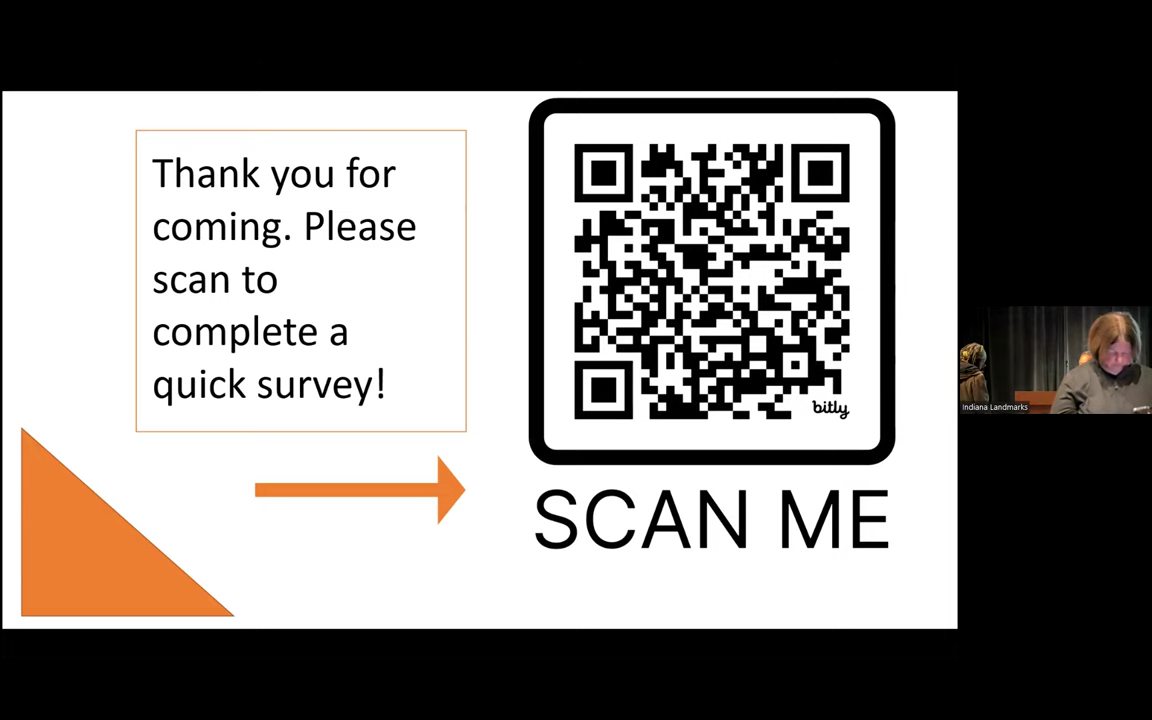 Thank you for
coming. Please
scan to
complete a
quick survey!
bitly
SCAN ME
Indiana Landmarks